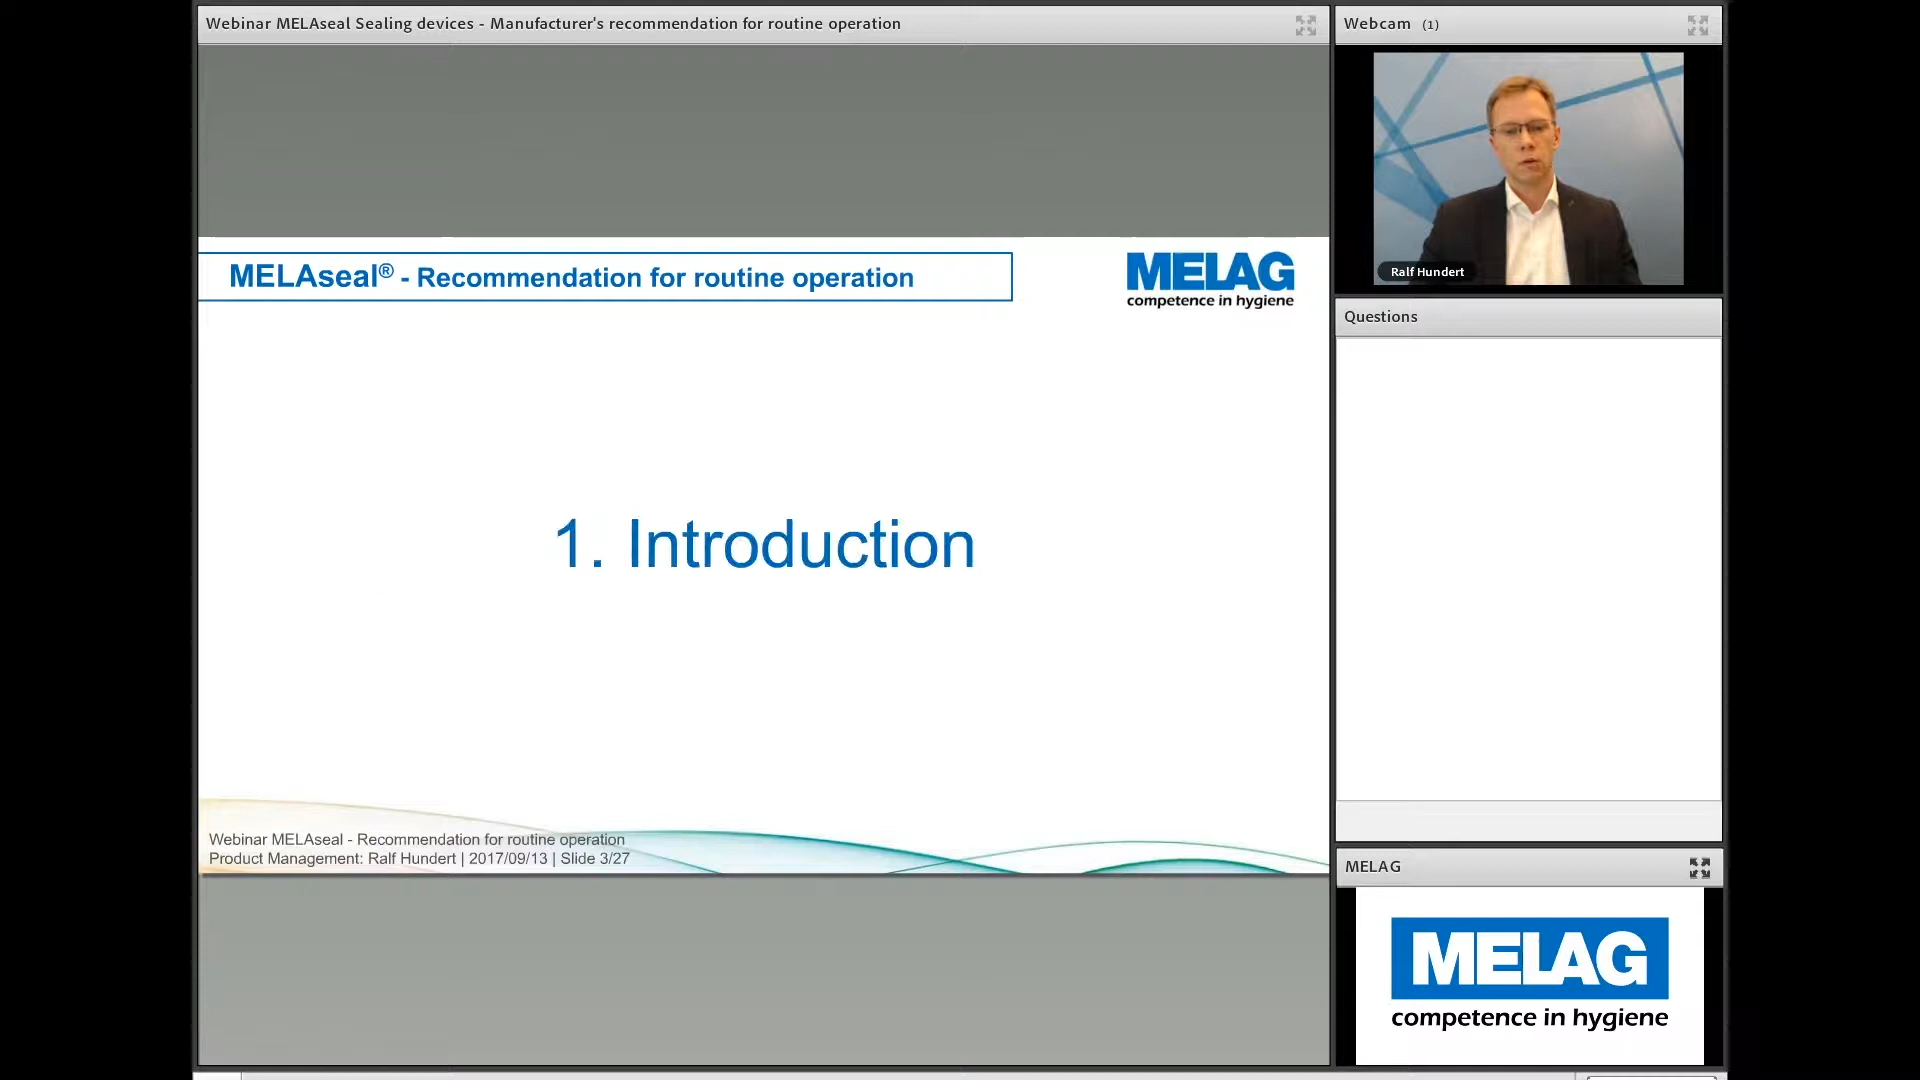 Webinar MELAseal Sealing devices - Manufacturer's recommendation for routine operation
MELAseal® - Recommendation for routine operation
MELAG
competence in hygiene
1. Introduction
Webinar MELAseal - Recommendation for routine operation
Product Management: Ralf Hundert | 2017/09/13 | Slide 3/27
Webcam (1)
Ralf Hundert
Questions
MELAG
MELAG
competence in hygiene